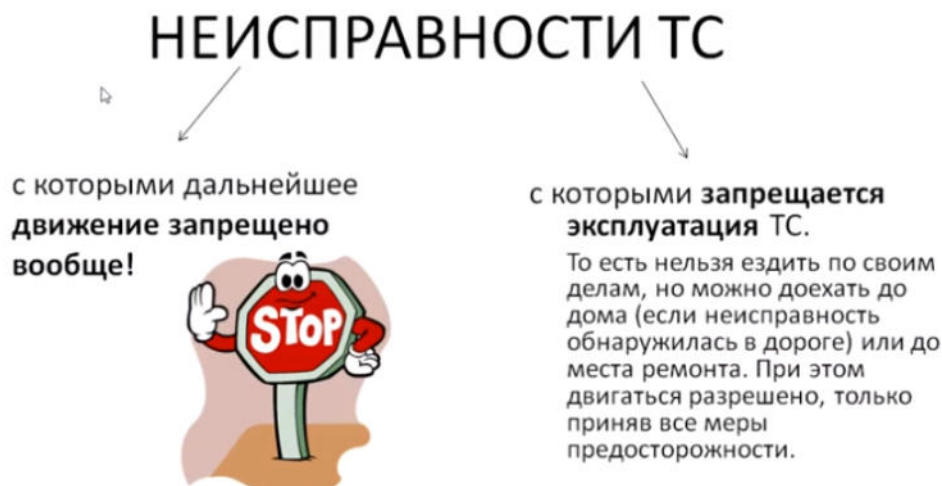 НЕИСПРАВНОСТИ ТС
с которыми дальнейшее
движение запрещено
вообще!
STOP
с которыми запрещается
эксплуатация ТС.
То есть нельзя ездить по своим
делам, но можно доехать до
дома (если неисправность
обнаружилась в дороге) или до
места ремонта. При этом
двигаться разрешено, только
приняв все меры
предосторожности.